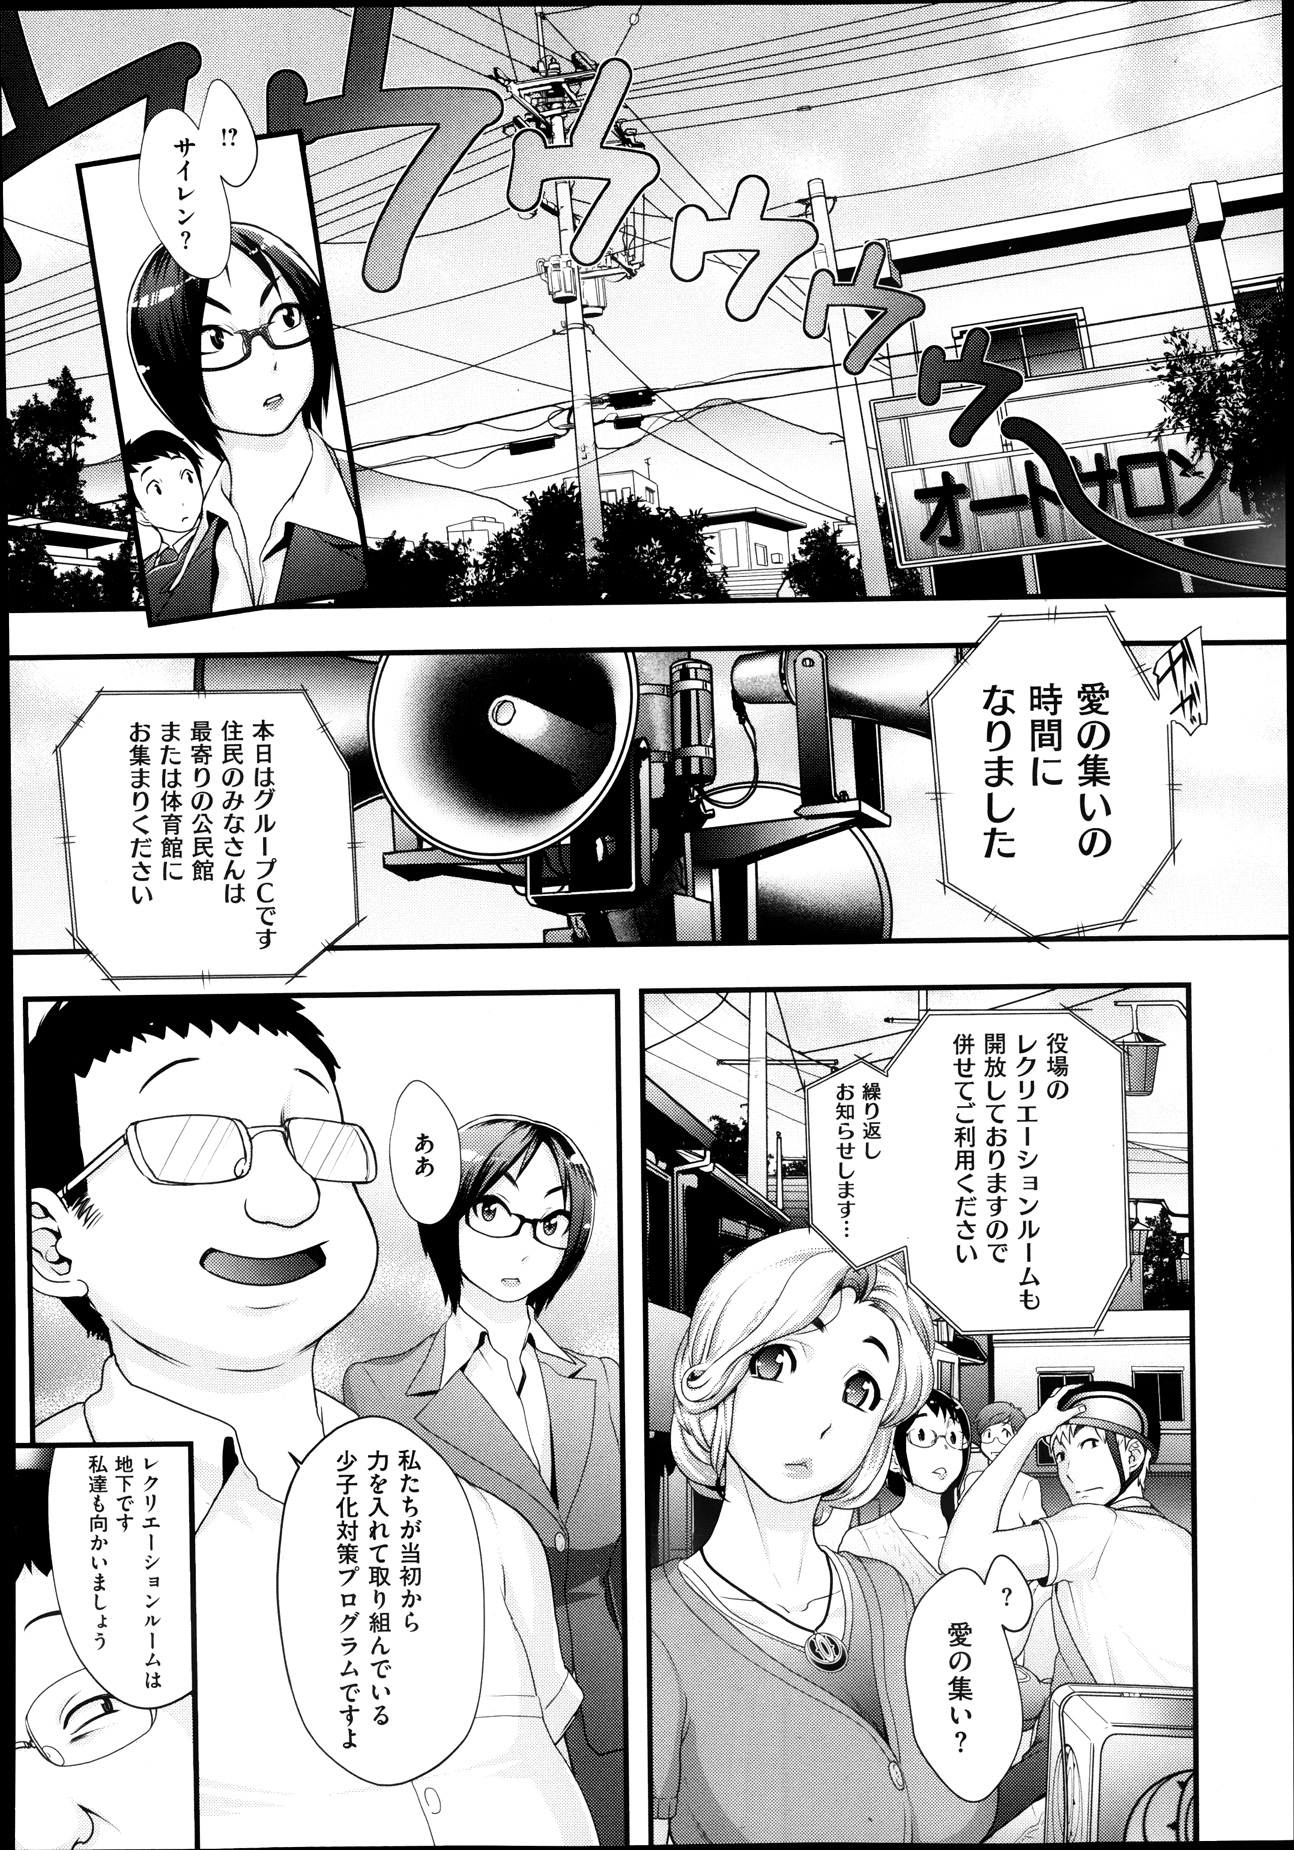 ウゥウゥウゥウゥ
!?
サイレン?
オートサロン
ガガッ
愛の集いの
時間に
なりました
本日はグループCです
住民のみなさんは
最寄りの公民館
または体育館に
お集まりください
役場の
レクリエーションルームも
開放しておりますので
併せてご利用ください
繰り返し
お知らせします…
?
愛の集い?
ああ
私たちが当初から
力を入れて取り組んでいる
少子化対策プログラムですよ
レクリエーションルームは
地下です
私達も向かいましょう